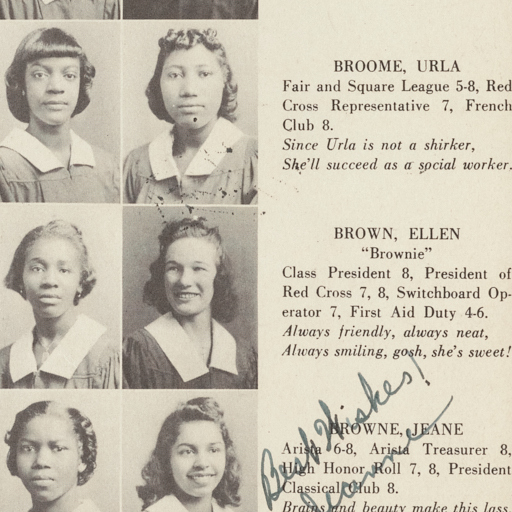 BROOME, URLA
Fair and Square League 5-8, Red
Cross Representative 7, French
Club 8.
Since Urla is not a shirker,
She'll succeed as a social worker.
BROWN, ELLEN
"Brownie"
Class President 8, President of
Red Cross 7, 8, Switchboard Op-
erator 7, First Aid Duty 4-6.
Always friendly, always neat,
Always smiling, gosh, she's sweet!
Best Wishes!
Jeanne
BROWNE, JEANE
Arista 6-8, Arista Treasurer 8,
High Honor Roll 7, 8, President
Classical Club 8.
Brains and beauty make this lass